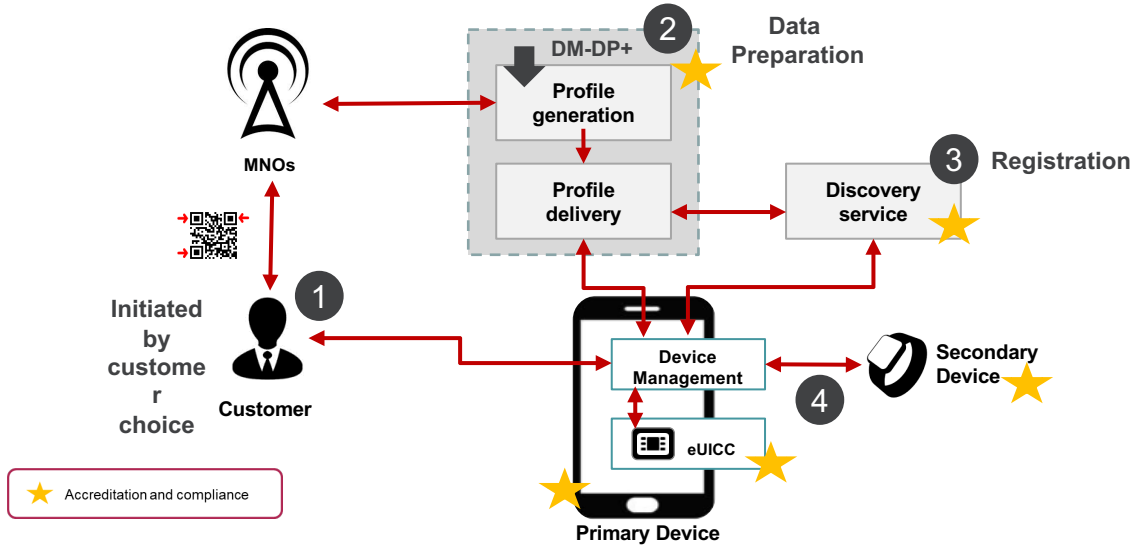 2
Data
Preparation
DM-DP+
Profile
generation
MNOs
3
Registration
Profile
delivery
Discovery
service
1
Initiated
by
custome
r
choice
Customer
Device
Management
4
Secondary
Device
eUICC
Accreditation and compliance
Primary Device